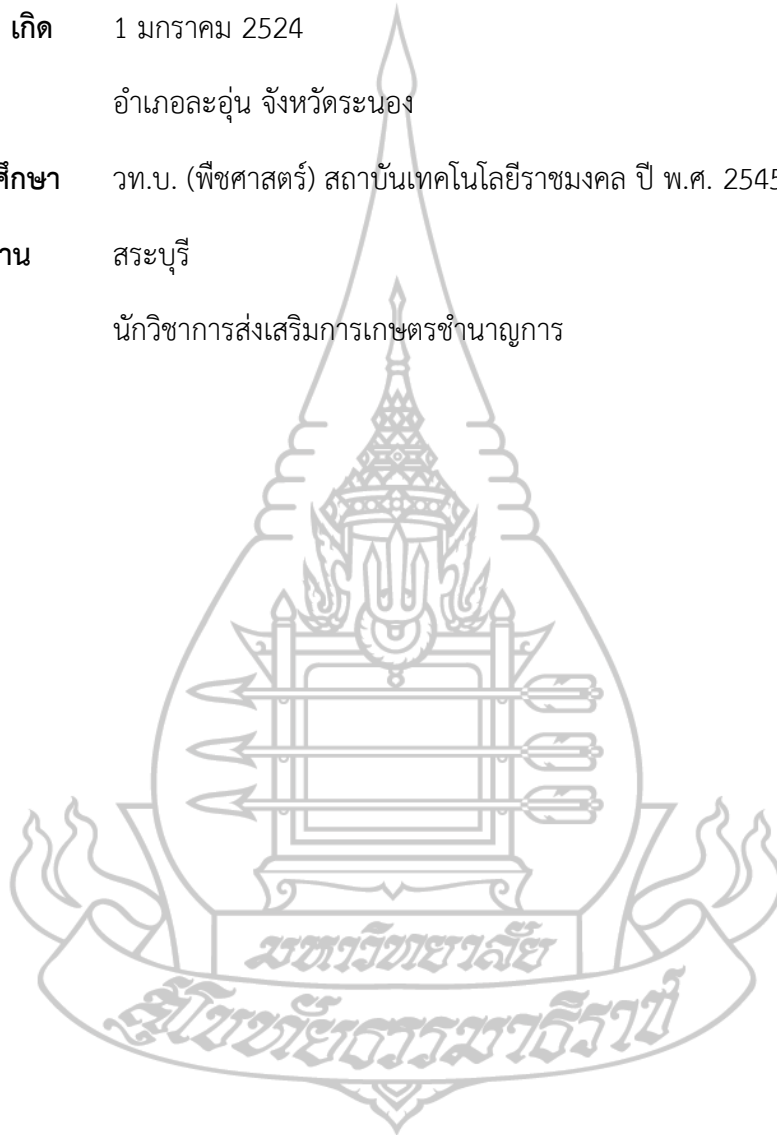 เกิด 1 มกราคม 2524
อำเภอละอุ่น จังหวัดระนอง
ศึกษา วท.บ. (พืชศาสตร์) สถาบันเทคโนโลยีราชมงคล ปี พ.ศ. 2545
าน สระบุรี
นักวิชาการส่งเสริมการเกษตรชำนาญการ
มหาวิทยาลัย
สุโขทัยธรรมาธิราช